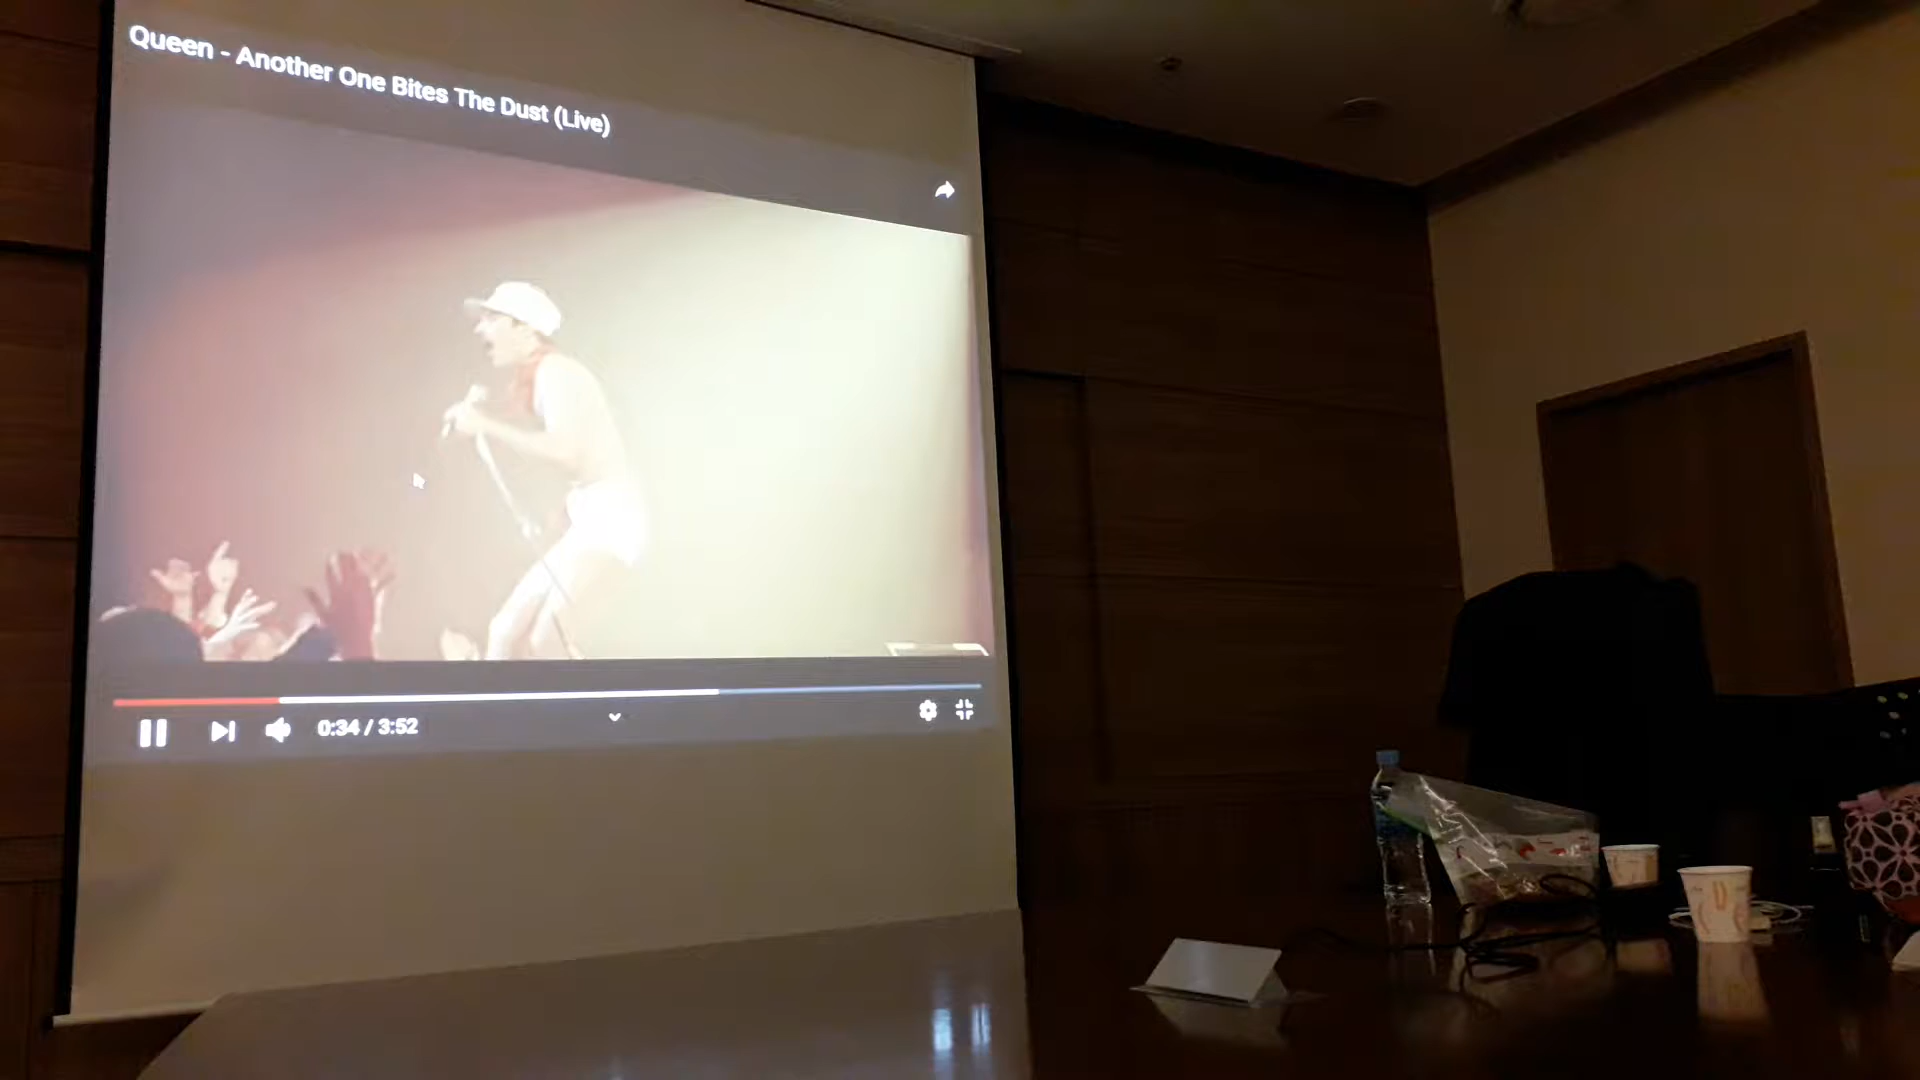 Queen - Another One Bites The Dust (Live)
0:34 / 3:52